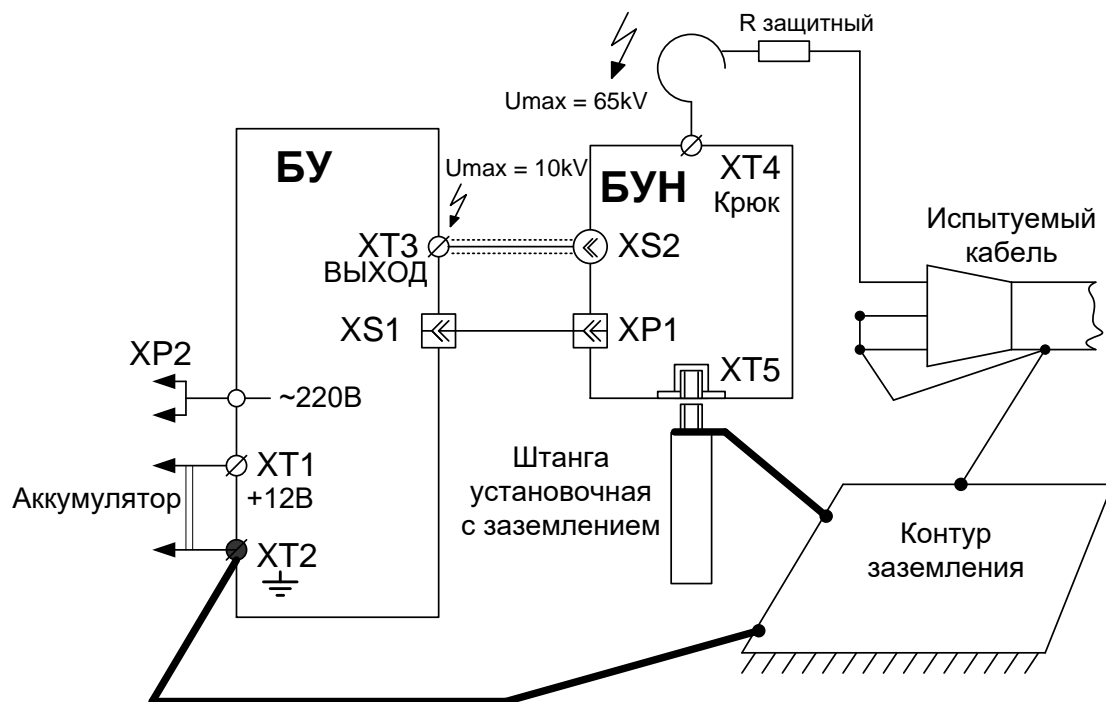 R защитный
Umax = 65kV
БУ
Umax = 10kV
БУН
XT4
Крюк
Испытуемый
кабель
XT3
ВЫХОД
XS2
XS1
XP1
XP2
XT5
~220В
XT1
Аккумулятор
+12В
XT2
Штанга
установочная
с заземлением
Контур
заземления